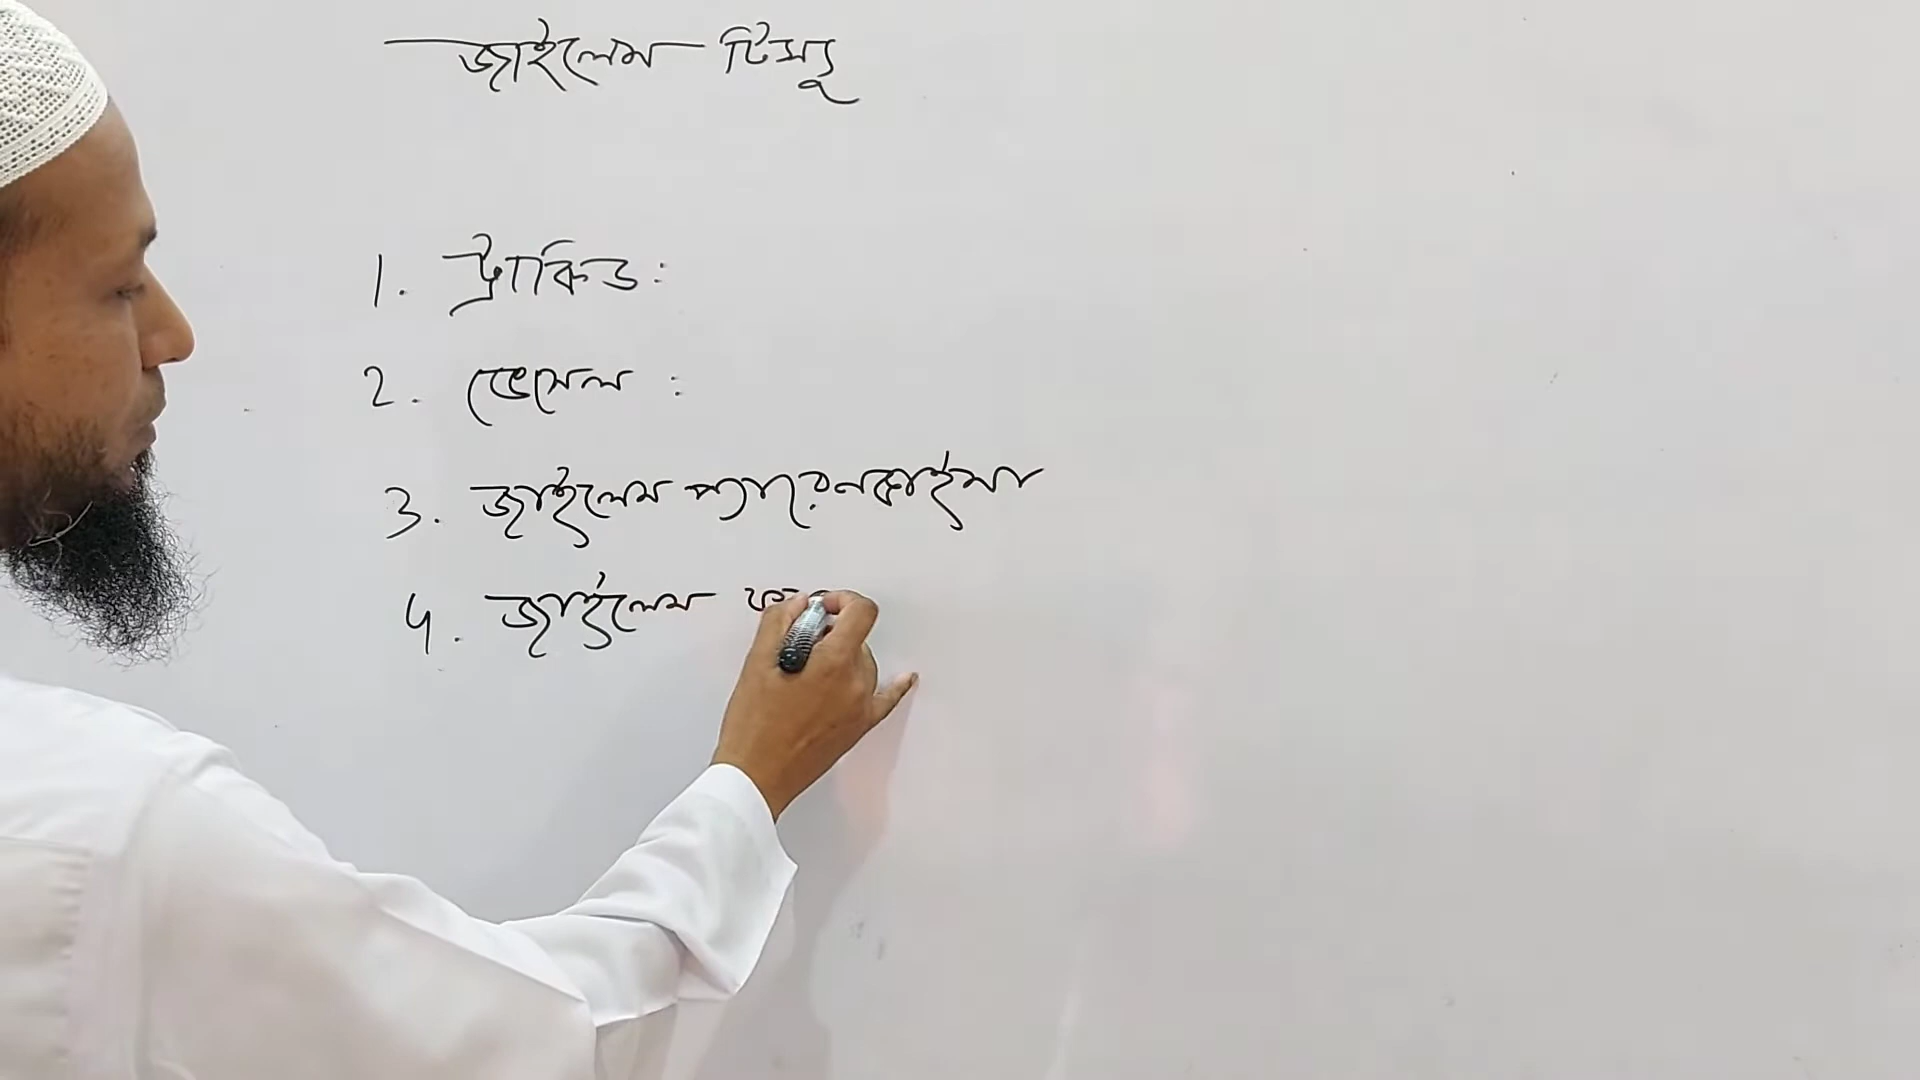 জাইলেম টিস্যু
1. ট্রাকিড :
2. ভেসেল :
3. জাইলেম প্যারেনকাইমা
4. জাইলেম